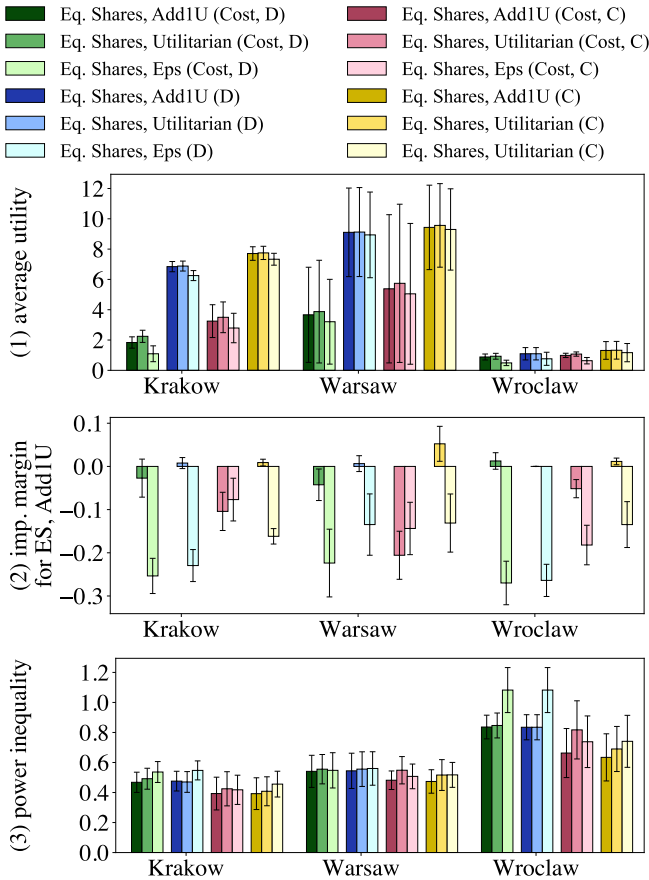 Eq. Shares, Add1U (Cost, D)
Eq. Shares, Utilitarian (Cost, D)
Eq. Shares, Eps (Cost, D)
Eq. Shares, Add1U (D)
Eq. Shares, Utilitarian (D)
Eq. Shares, Eps (D)
Eq. Shares, Add1U (Cost, C)
Eq. Shares, Utilitarian (Cost, C)
Eq. Shares, Eps (Cost, C)
Eq. Shares, Add1U (C)
Eq. Shares, Utilitarian (C)
Eq. Shares, Utilitarian (C)
(1) average utility
12
10
8
6
4
2
0
Krakow Warsaw Wroclaw
(2) imp. margin
for ES, Add1U
0.1
0.0
−0.1
−0.2
−0.3
Krakow Warsaw Wroclaw
(3) power inequality
1.2
1.0
0.8
0.6
0.4
0.2
0.0
Krakow Warsaw Wroclaw